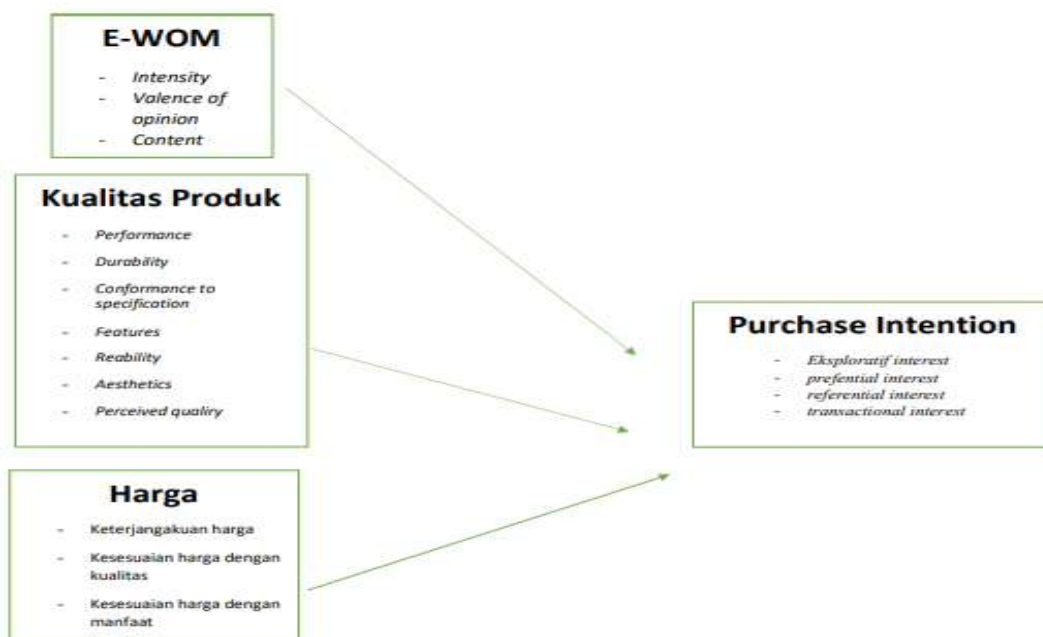 E-WOM
- Intensity
- Valence of
opinion
- Content
Kualitas Produk
- Performance
- Durability
- Conformance to
specification
- Features
- Reability
- Aesthetics
- Perceived qualiry
Harga
- Keterjangkauan harga
- Kesesuaian harga dengan
kualitas
- Kesesuaian harga dengan
manfaat
Purchase Intention
- Eksploratif interest
- prefential interest
- referential interest
- transactional interest